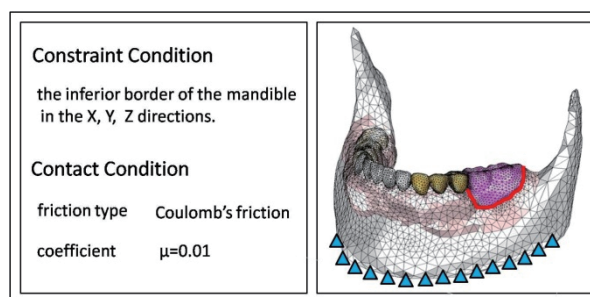 Constraint Condition
the inferior border of the mandible
in the X, Y, Z directions.
Contact Condition
friction type Coulomb's friction
coefficient μ=0.01